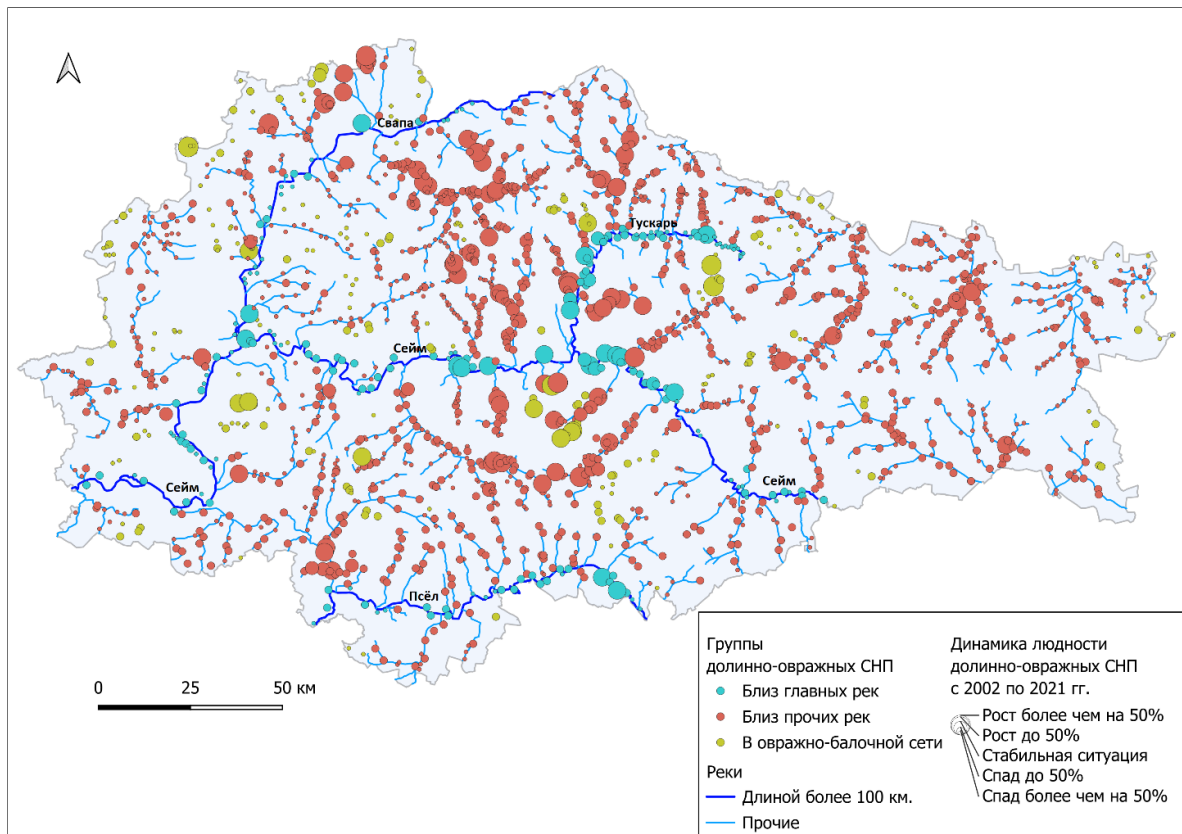 Свапа
Тускарь
Сейм
Сейм
Сейм
Псёл
0 25 50 км
Группы
долинно-овражных СНП
Близ главных рек
Близ прочих рек
В овражно-балочной сети
Реки
Длиной более 100 км.
Прочие
Динамика людности
долинно-овражных СНП
с 2002 по 2021 гг.
Рост более чем на 50%
Рост до 50%
Стабильная ситуация
Спад до 50%
Спад более чем на 50%